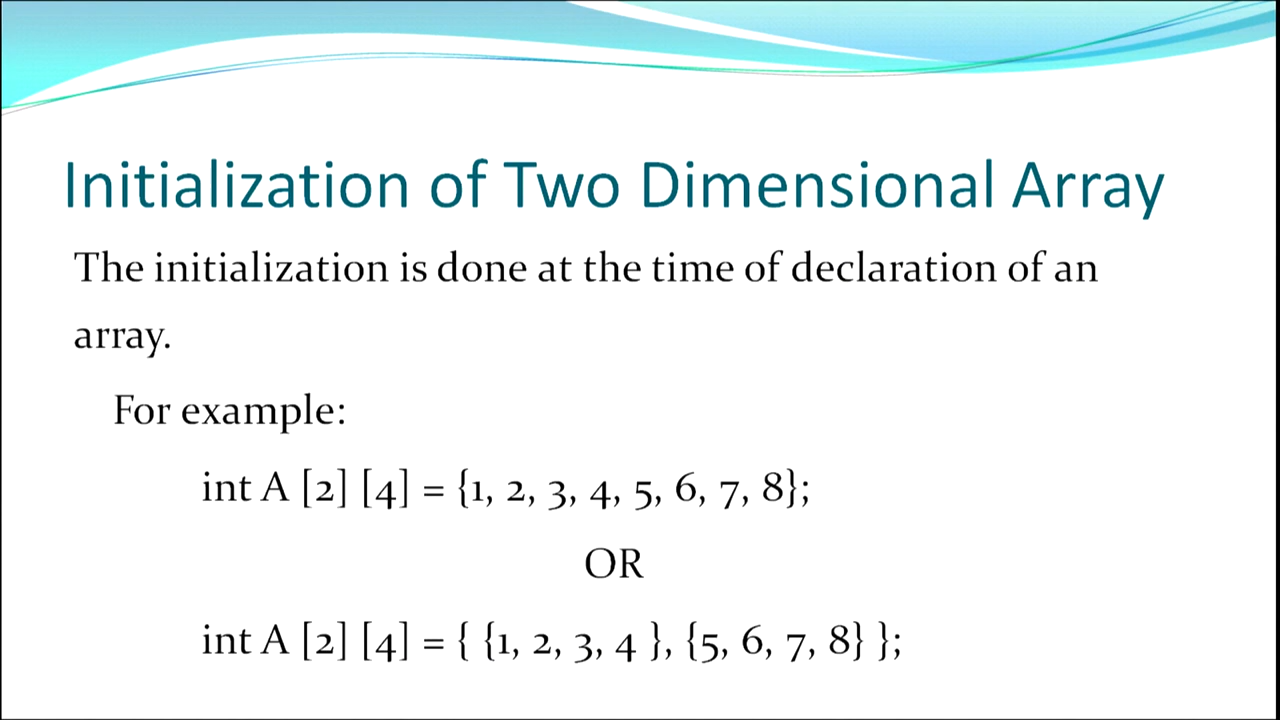 Initialization of Two Dimensional Array
The initialization is done at the time of declaration of an
array.
For example:
int A [2] [4] = {1, 2, 3, 4, 5, 6, 7, 8};
OR
int A [2] [4] = { {1, 2, 3, 4 }, {5, 6, 7, 8} };